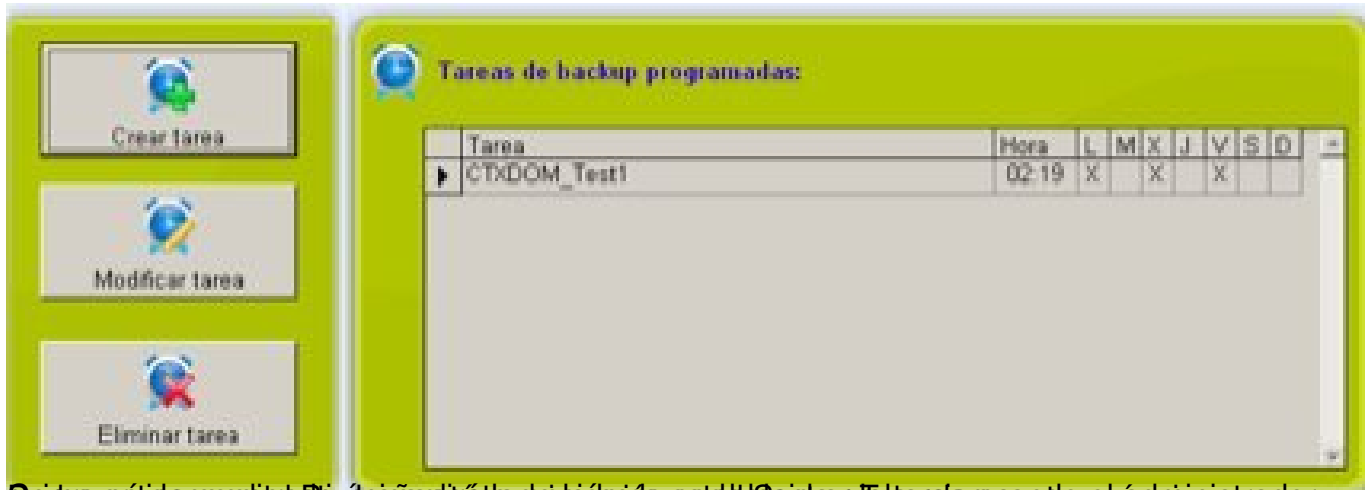 Crear tarea
Modificar tarea
Eliminar tarea
Tareas de backup programadas:
Tarea Hora L M X J V S D
CTXDOM_Test1 02:19 X X X